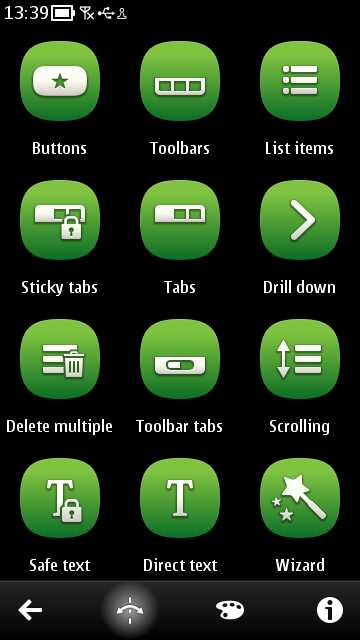 13:39
Buttons Toolbars List items
Sticky tabs Tabs Drill down
Delete multiple Toolbar tabs Scrolling
Safe text Direct text Wizard